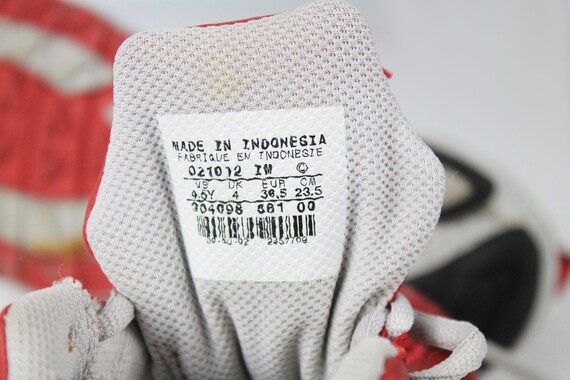 MADE IN INDONESIA
FABRIQUE EN INDONESIE
021012 IM ©
US UK EUR CM
4.5Y 4 36.5 23.5
304098 661 00